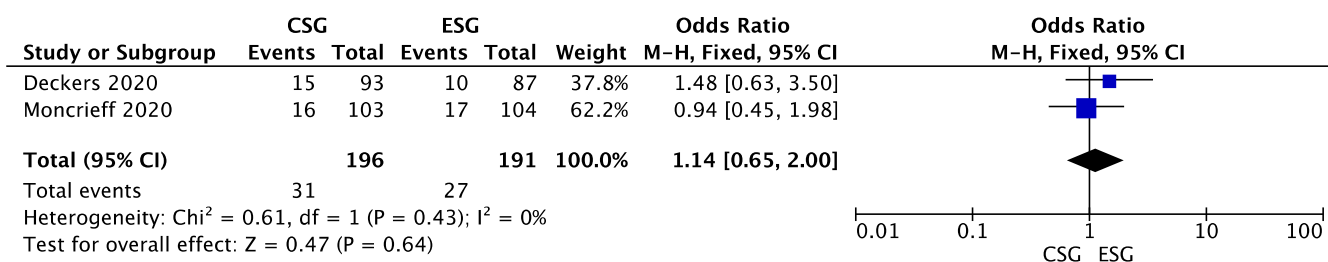 CSG ESG Odds Ratio Odds Ratio
Study or Subgroup Events Total Events Total Weight M−H, Fixed, 95% CI M−H, Fixed, 95% CI
Deckers 2020 15 93 10 87 37.8% 1.48 [0.63, 3.50]
Moncrieff 2020 16 103 17 104 62.2% 0.94 [0.45, 1.98]
Total (95% CI) 196 191 100.0% 1.14 [0.65, 2.00]
Total events 31 27
Heterogeneity: Chi² = 0.61, df = 1 (P = 0.43); I² = 0%
Test for overall effect: Z = 0.47 (P = 0.64)
0.01 0.1 1 10 100
CSG ESG